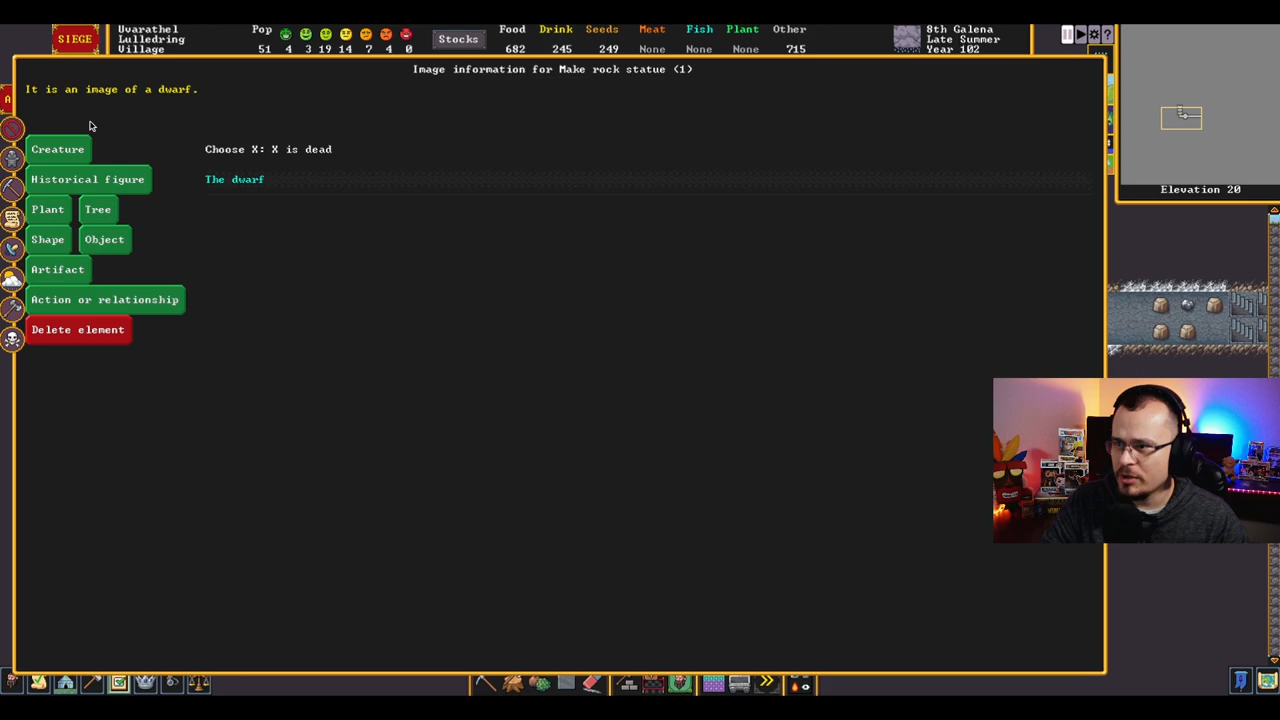 SIEGE
Uvarathel
Lulledring
Village
Pop
51 4 3 19 14 7 4 0
Stocks
Food Drink Seeds Meat Fish Plant Other
682 245 249 None None None 715
8th Galena
Late Summer
Year 102
Image information for Make rock statue (1)
It is an image of a dwarf.
Creature
Choose X: X is dead
Historical figure
The dwarf
Plant Tree
Shape Object
Artifact
Action or relationship
Delete element
Elevation 20